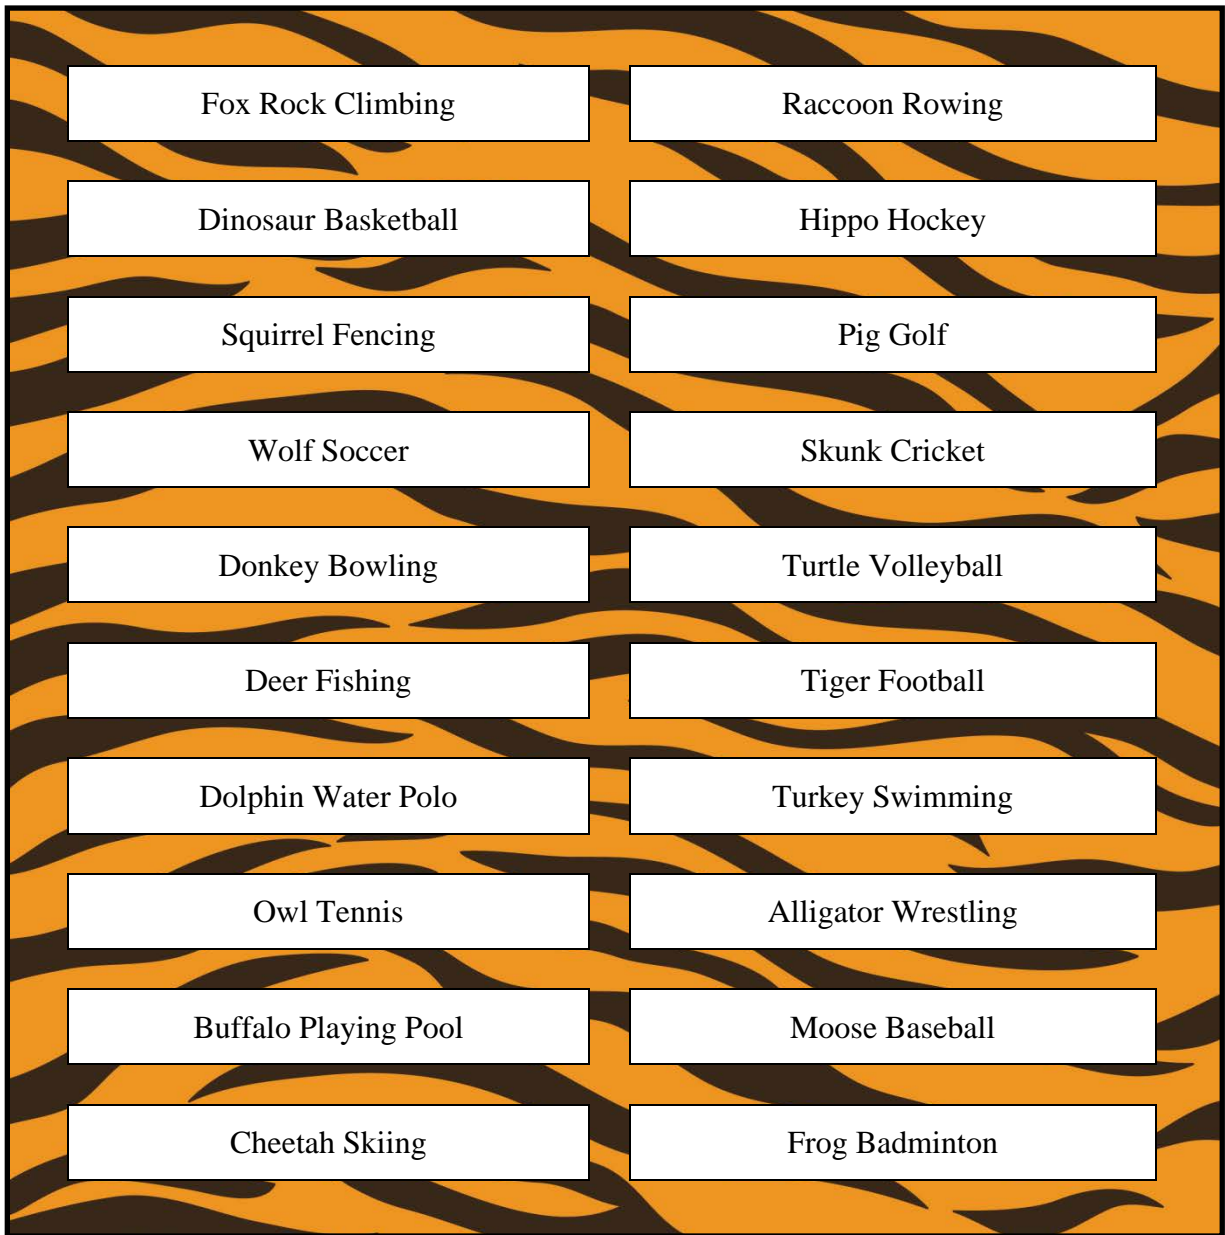 Fox Rock Climbing
Raccoon Rowing
Dinosaur Basketball
Hippo Hockey
Squirrel Fencing
Pig Golf
Wolf Soccer
Skunk Cricket
Donkey Bowling
Turtle Volleyball
Deer Fishing
Tiger Football
Dolphin Water Polo
Turkey Swimming
Owl Tennis
Alligator Wrestling
Buffalo Playing Pool
Moose Baseball
Cheetah Skiing
Frog Badminton